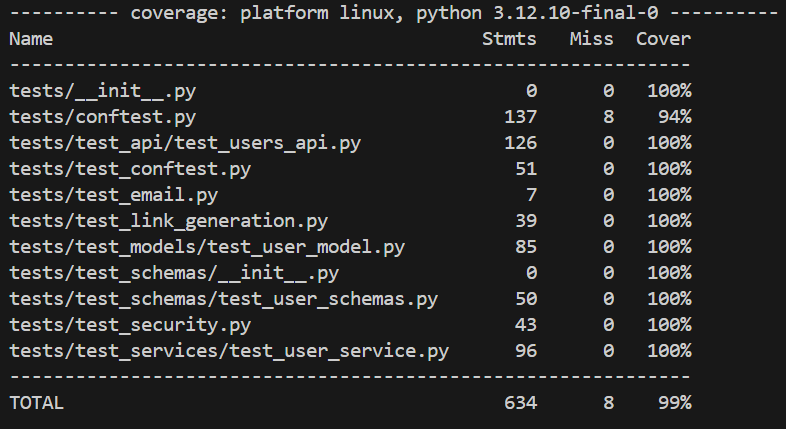 ---------- coverage: platform linux, python 3.12.10-final-0 ----------
Name                                       Stmts   Miss  Cover
--------------------------------------------------------------
tests/__init__.py                              0      0   100%
tests/conftest.py                            137      8    94%
tests/test_api/test_users_api.py             126      0   100%
tests/test_conftest.py                        51      0   100%
tests/test_email.py                            7      0   100%
tests/test_link_generation.py                 39      0   100%
tests/test_models/test_user_model.py          85      0   100%
tests/test_schemas/__init__.py                 0      0   100%
tests/test_schemas/test_user_schemas.py       50      0   100%
tests/test_security.py                        43      0   100%
tests/test_services/test_user_service.py      96      0   100%
--------------------------------------------------------------
TOTAL                                        634      8    99%